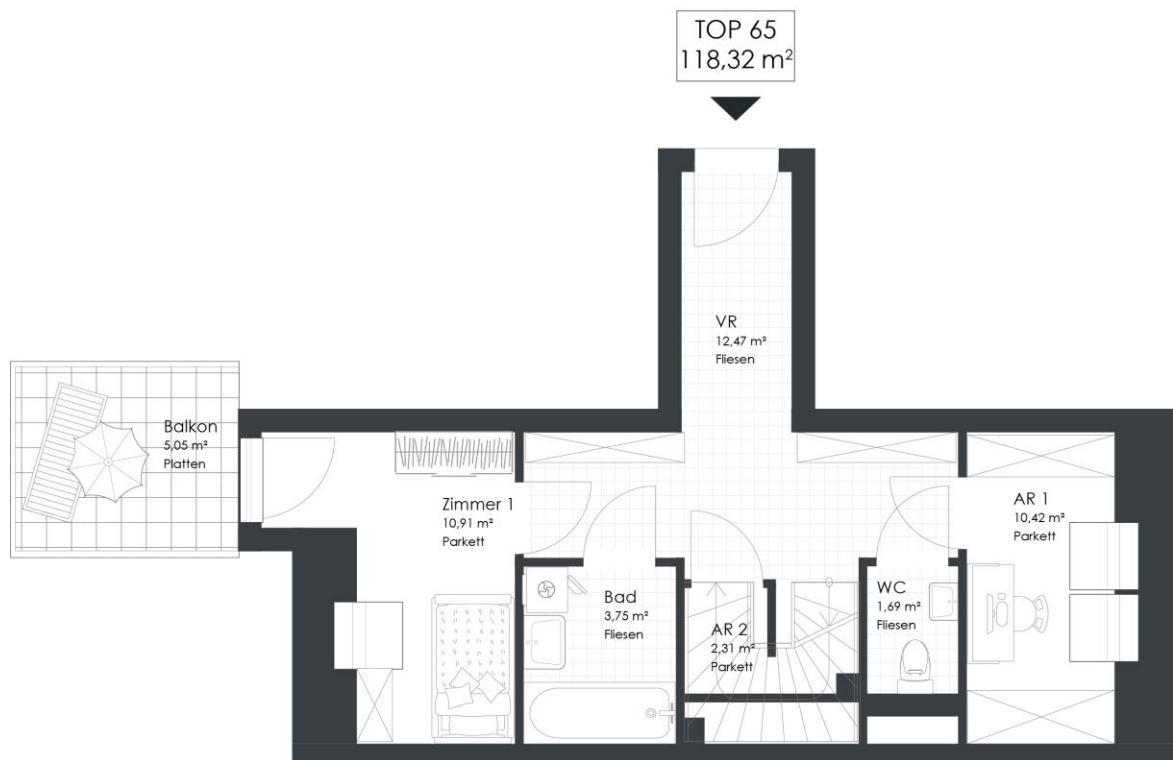 TOP 65
118,32 m²
VR
12,47 m²
Fliesen
Balkon
5,05 m²
Platten
Zimmer 1
10,91 m²
Parkett
AR 1
10,42 m²
Parkett
Bad
3,75 m²
Fliesen
AR 2
2,31 m²
Parkett
WC
1,69 m²
Fliesen